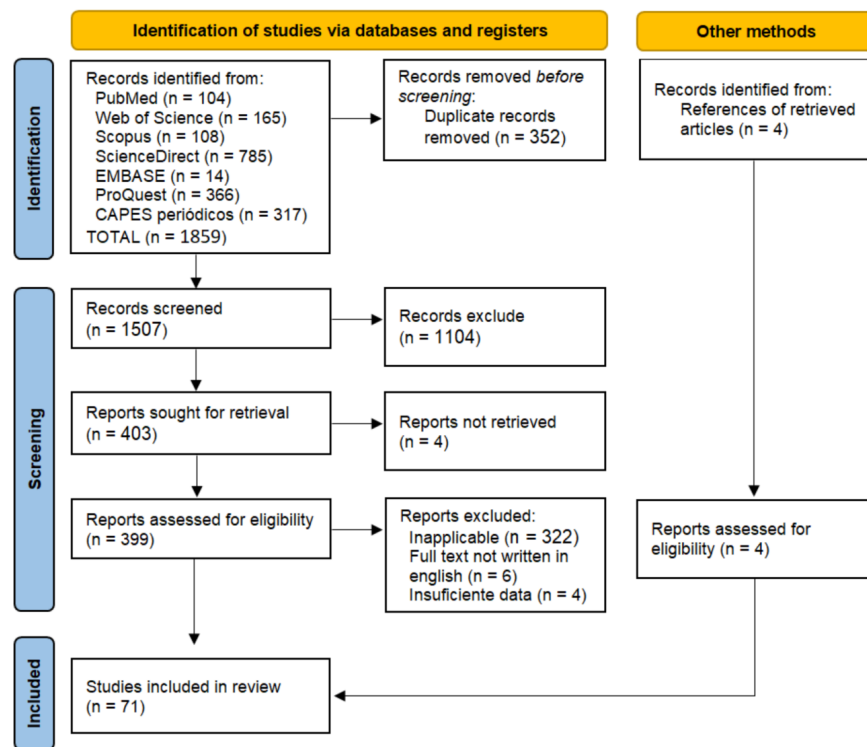 Identification of studies via databases and registers
Other methods
Identification
Records identified from:
PubMed (n = 104)
Web of Science (n = 165)
Scopus (n = 108)
ScienceDirect (n = 785)
EMBASE (n = 14)
ProQuest (n = 366)
CAPES periódicos (n = 317)
TOTAL (n = 1859)
Records removed before
screening:
Duplicate records
removed (n = 352)
Records identified from:
References of retrieved
articles (n = 4)
Screening
Records screened
(n = 1507)
Records exclude
(n = 1104)
Reports sought for retrieval
(n = 403)
Reports not retrieved
(n = 4)
Reports assessed for eligibility
(n = 399)
Reports excluded:
Inapplicable (n = 322)
Full text not written in
english (n = 6)
Insuficiente data (n = 4)
Reports assessed for
eligibility (n = 4)
Included
Studies included in review
(n = 71)